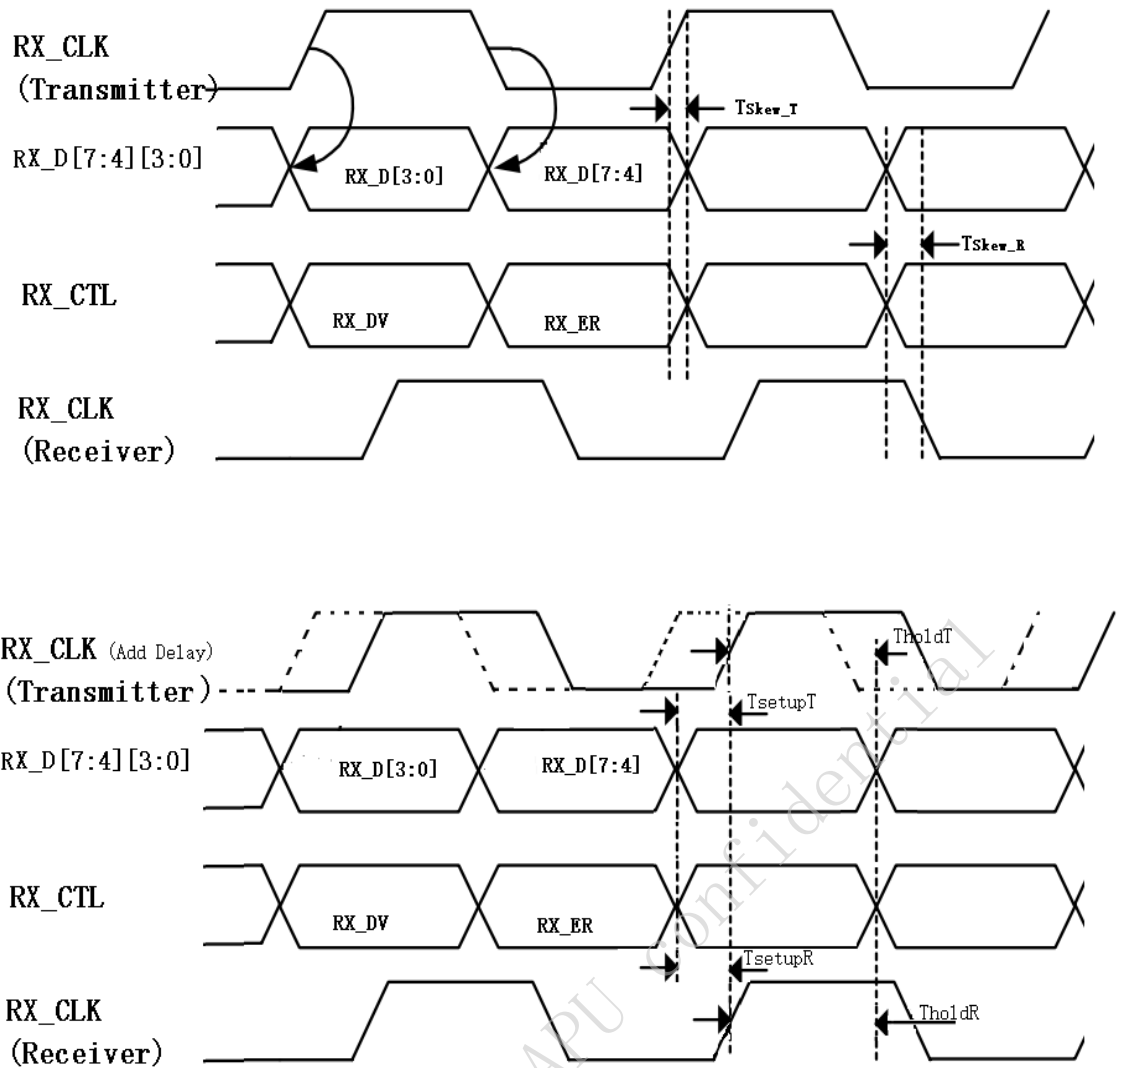 RX_CLK
(Transmitter)
TSkew_T
RX_D[7:4][3:0]
RX_D[3:0]
RX_D[7:4]
TSkew_R
RX_CTL
RX_DV
RX_ER
RX_CLK
(Receiver)
RX_CLK (Add Delay)
(Transmitter)
TholdT
TsetupT
RX_D[7:4][3:0]
RX_D[3:0]
RX_D[7:4]
RX_CTL
RX_DV
RX_ER
TsetupR
RX_CLK
(Receiver)
TholdR
APU confidential